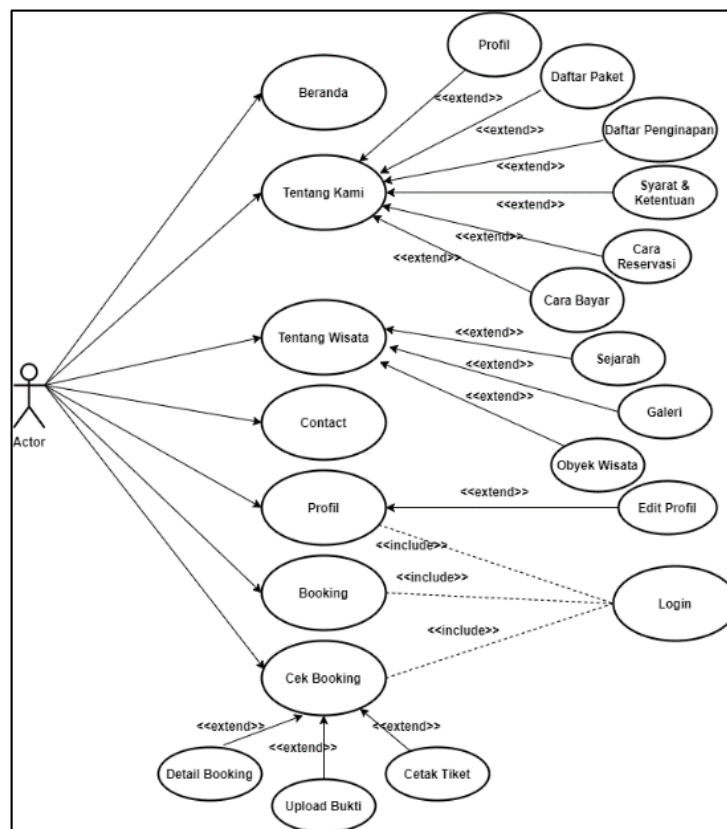 Profil
Beranda
Daftar Paket
<<extend>>
<<extend>>
Daftar Penginapan
<<extend>>
Tentang Kami
Syarat &
Ketentuan
<<extend>>
<<extend>>
Cara
Reservasi
<<extend>>
Cara Bayar
Tentang Wisata
<<extend>>
Sejarah
<<extend>>
Galeri
<<extend>>
Contact
Actor
Obyek Wisata
<<extend>>
Profil
Edit Profil
<<include>>
<<include>>
Booking
Login
<<include>>
Cek Booking
<<extend>>
<<extend>>
<<extend>>
Detail Booking
Cetak Tiket
Upload Bukti